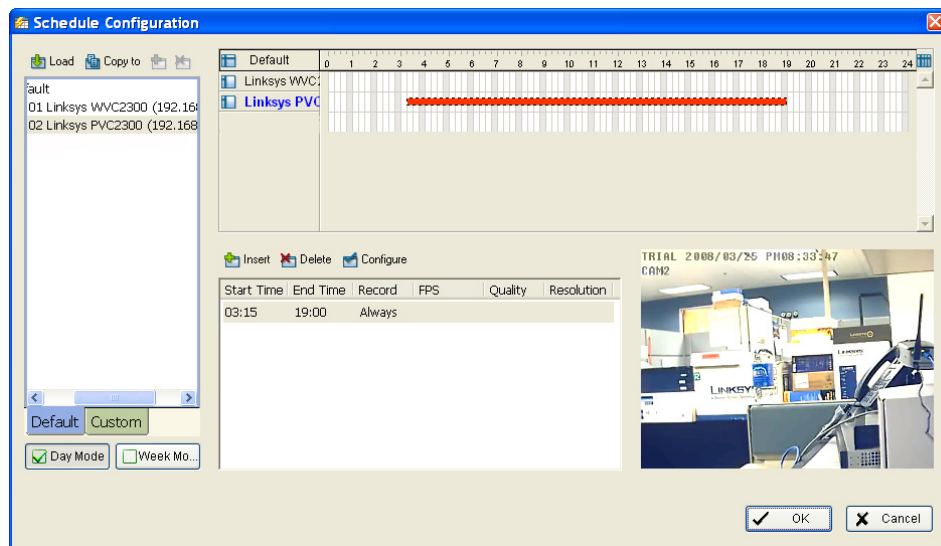 Schedule Configuration
Load Copy to
Default
0 1 2 3 4 5 6 7 8 9 10 11 12 13 14 15 16 17 18 19 20 21 22 23 24
Linksys WVC2
Linksys PVC
ault
01 Linksys WVC2300 (192.168
02 Linksys PVC2300 (192.168
Default Custom
Day Mode Week Mo...
Insert Delete Configure
Start Time End Time Record FPS Quality Resolution
03:15 19:00 Always
TRIAL 2008/03/25 PM08:33:47
CAM2
LINKSYS
OK Cancel